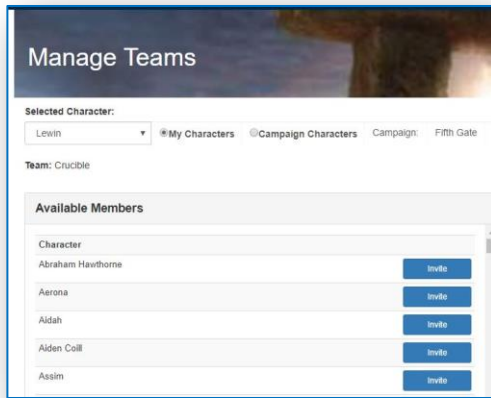 Manage Teams
Selected Character:
Lewin My Characters Campaign Characters Campaign: Fifth Gate
Team: Crucible
Available Members
Character
Abraham Hawthorne Invite
Aerona Invite
Aidah Invite
Aiden Coill Invite
Assim Invite